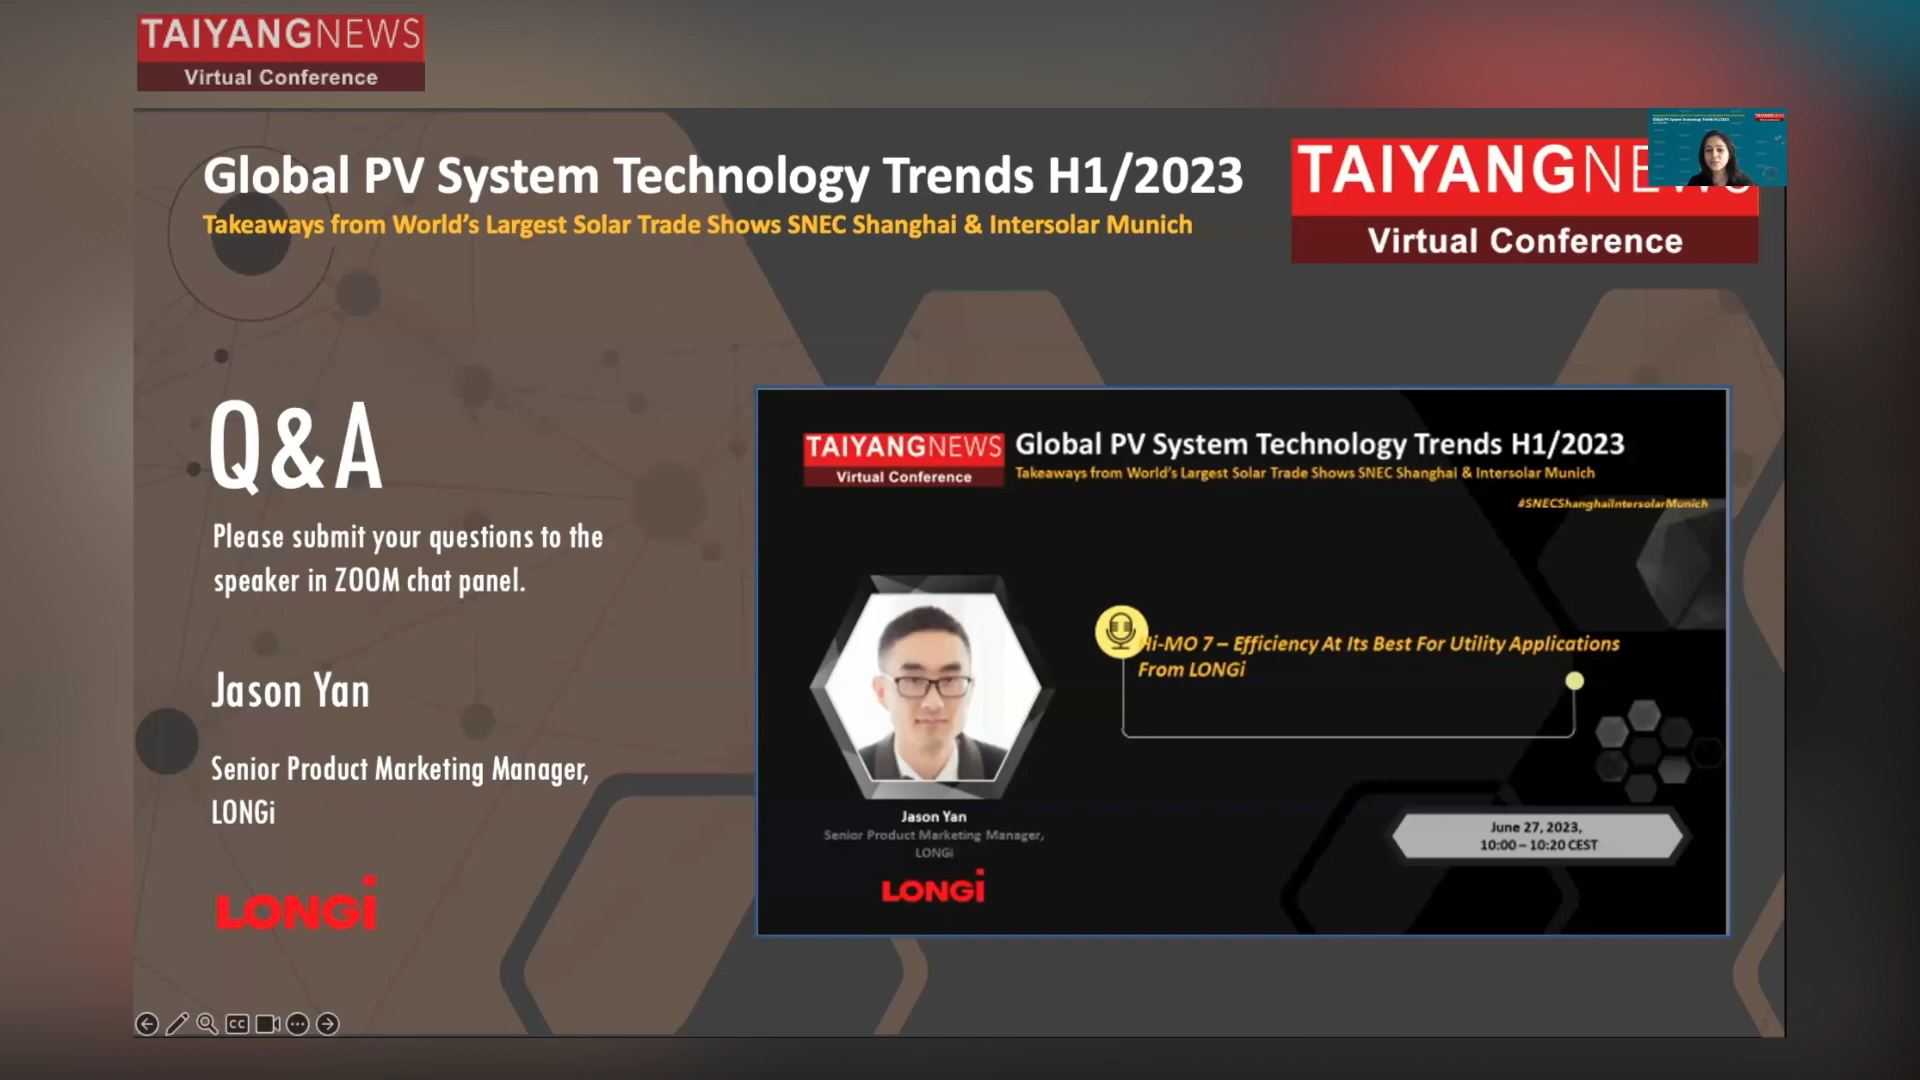 TAIYANGNEWS
Virtual Conference
Global PV System Technology Trends H1/2023
Takeaways from World's Largest Solar Trade Shows SNEC Shanghai & Intersolar Munich
Virtual Conference
Q&A
Please submit your questions to the
speaker in ZOOM chat panel.
Jason Yan
Senior Product Marketing Manager,
LONGi
LONGi
TAIYANGNEWS
Virtual Conference
Global PV System Technology Trends H1/2023
Takeaways from World's Largest Solar Trade Shows SNEC Shanghai & Intersolar Munich
#SNECShanghaiIntersolarMunich
Hi-MO 7 – Efficiency At Its Best For Utility Applications
From LONGi
Jason Yan
Senior Product Marketing Manager,
LONGi
LONGi
June 27, 2023,
10:00 – 10:20 CEST
CC